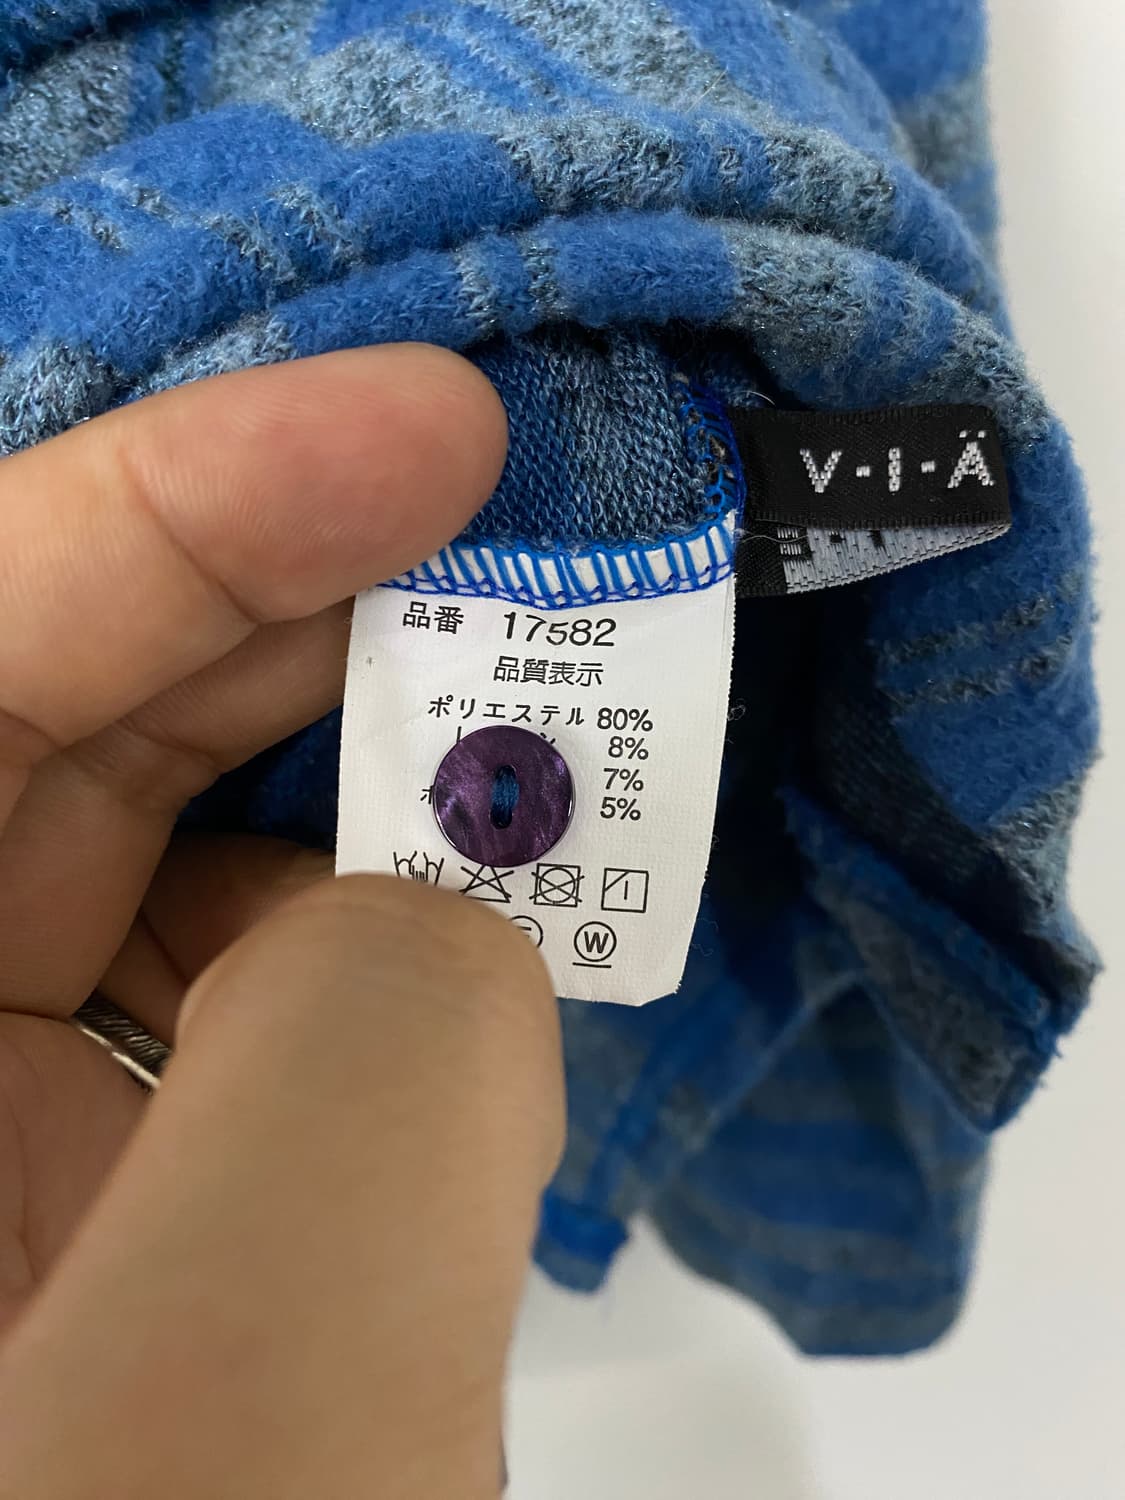 V-I-Ä
品番 17582
品質表示
ポリエステル 80%
8%
7%
5%
W